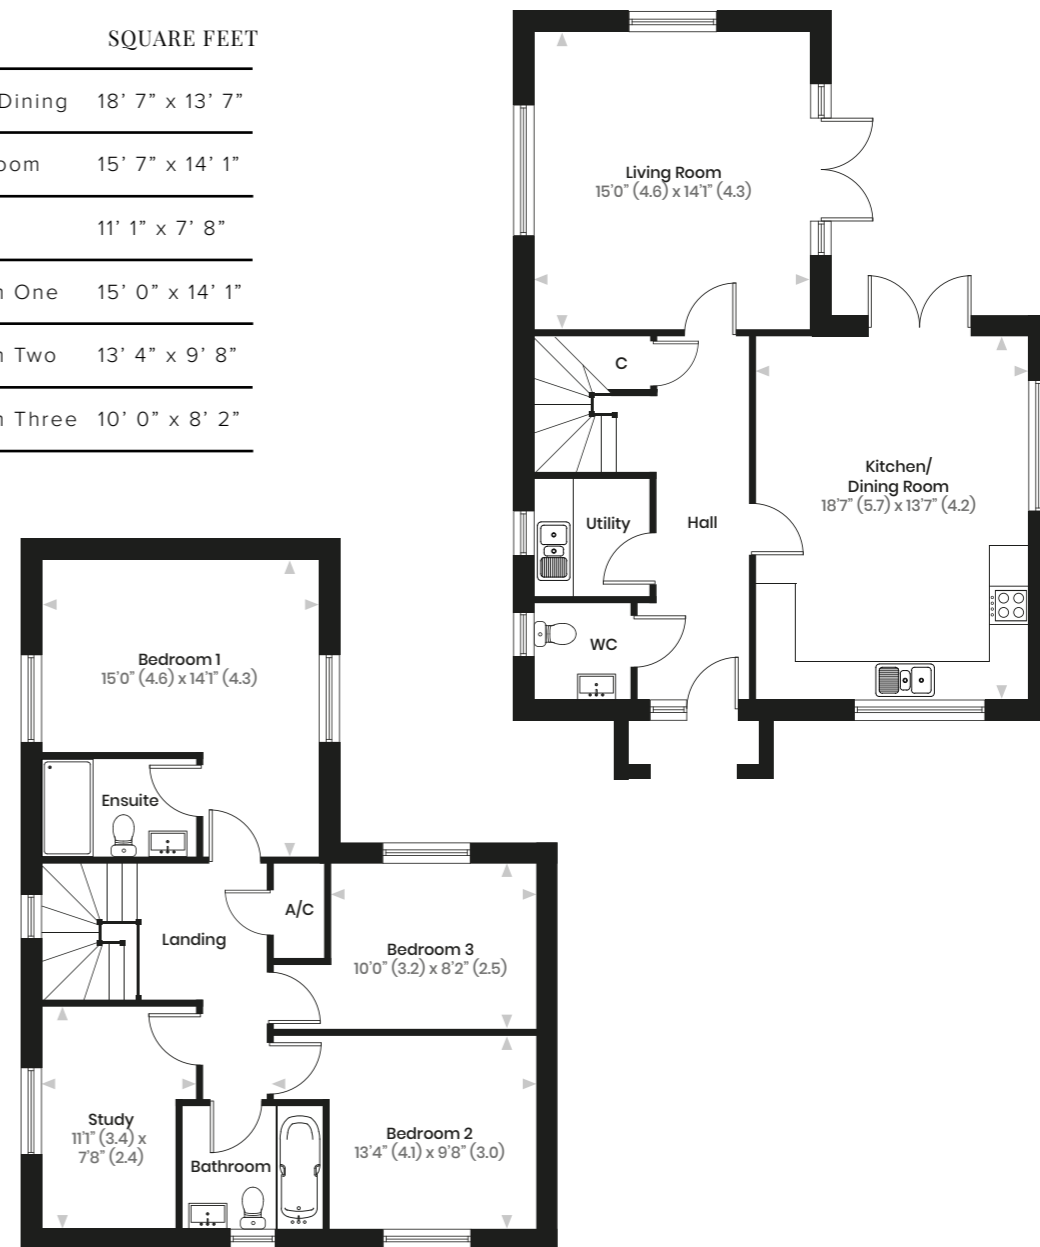 SQUARE FEET
Dining 18’ 7” x 13’ 7”
oom 15’ 7” x 14’ 1”
11’ 1” x 7’ 8”
n One 15’ 0” x 14’ 1”
n Two 13’ 4” x 9’ 8”
n Three 10’ 0” x 8’ 2”
Living Room
15'0" (4.6) x 14'1" (4.3)
C
Kitchen/
Dining Room
18'7" (5.7) x 13'7" (4.2)
Utility
Hall
WC
Bedroom 1
15'0" (4.6) x 14'1" (4.3)
Ensuite
A/C
Landing
Bedroom 3
10'0" (3.2) x 8'2" (2.5)
Study
11'1" (3.4) x
7'8" (2.4)
Bedroom 2
13'4" (4.1) x 9'8" (3.0)
Bathroom